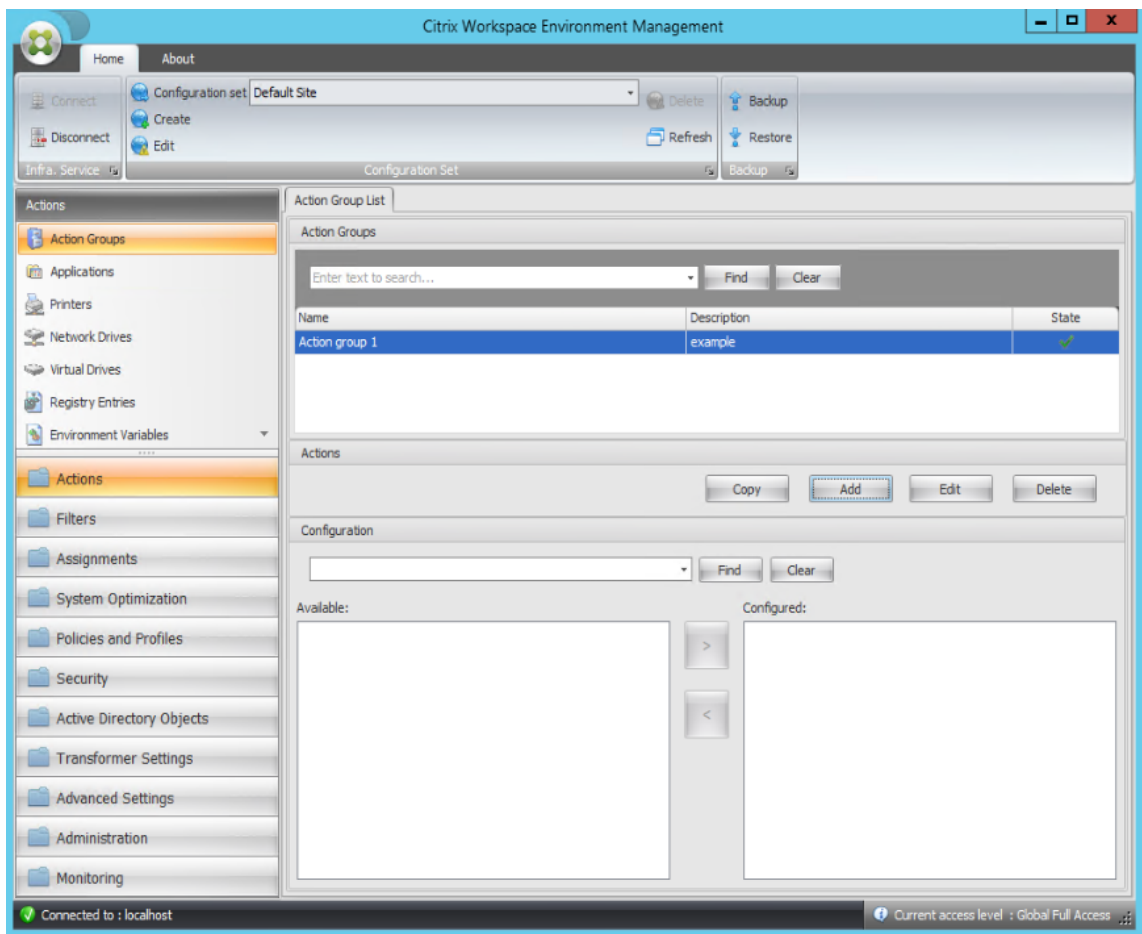 Citrix Workspace Environment Management
Home About
Connect
Disconnect
Infra. Service
Configuration set Default Site
Create
Edit
Delete
Refresh
Configuration Set
Backup
Restore
Backup
Actions
Action Groups
Applications
Printers
Network Drives
Virtual Drives
Registry Entries
Environment Variables
Actions
Filters
Assignments
System Optimization
Policies and Profiles
Security
Active Directory Objects
Transformer Settings
Advanced Settings
Administration
Monitoring
Action Group List
Action Groups
Enter text to search... Find Clear
Name Description State
Action group 1 example
Actions
Copy Add Edit Delete
Configuration
Find Clear
Available: Configured:
>
<
Connected to : localhost
Current access level : Global Full Access